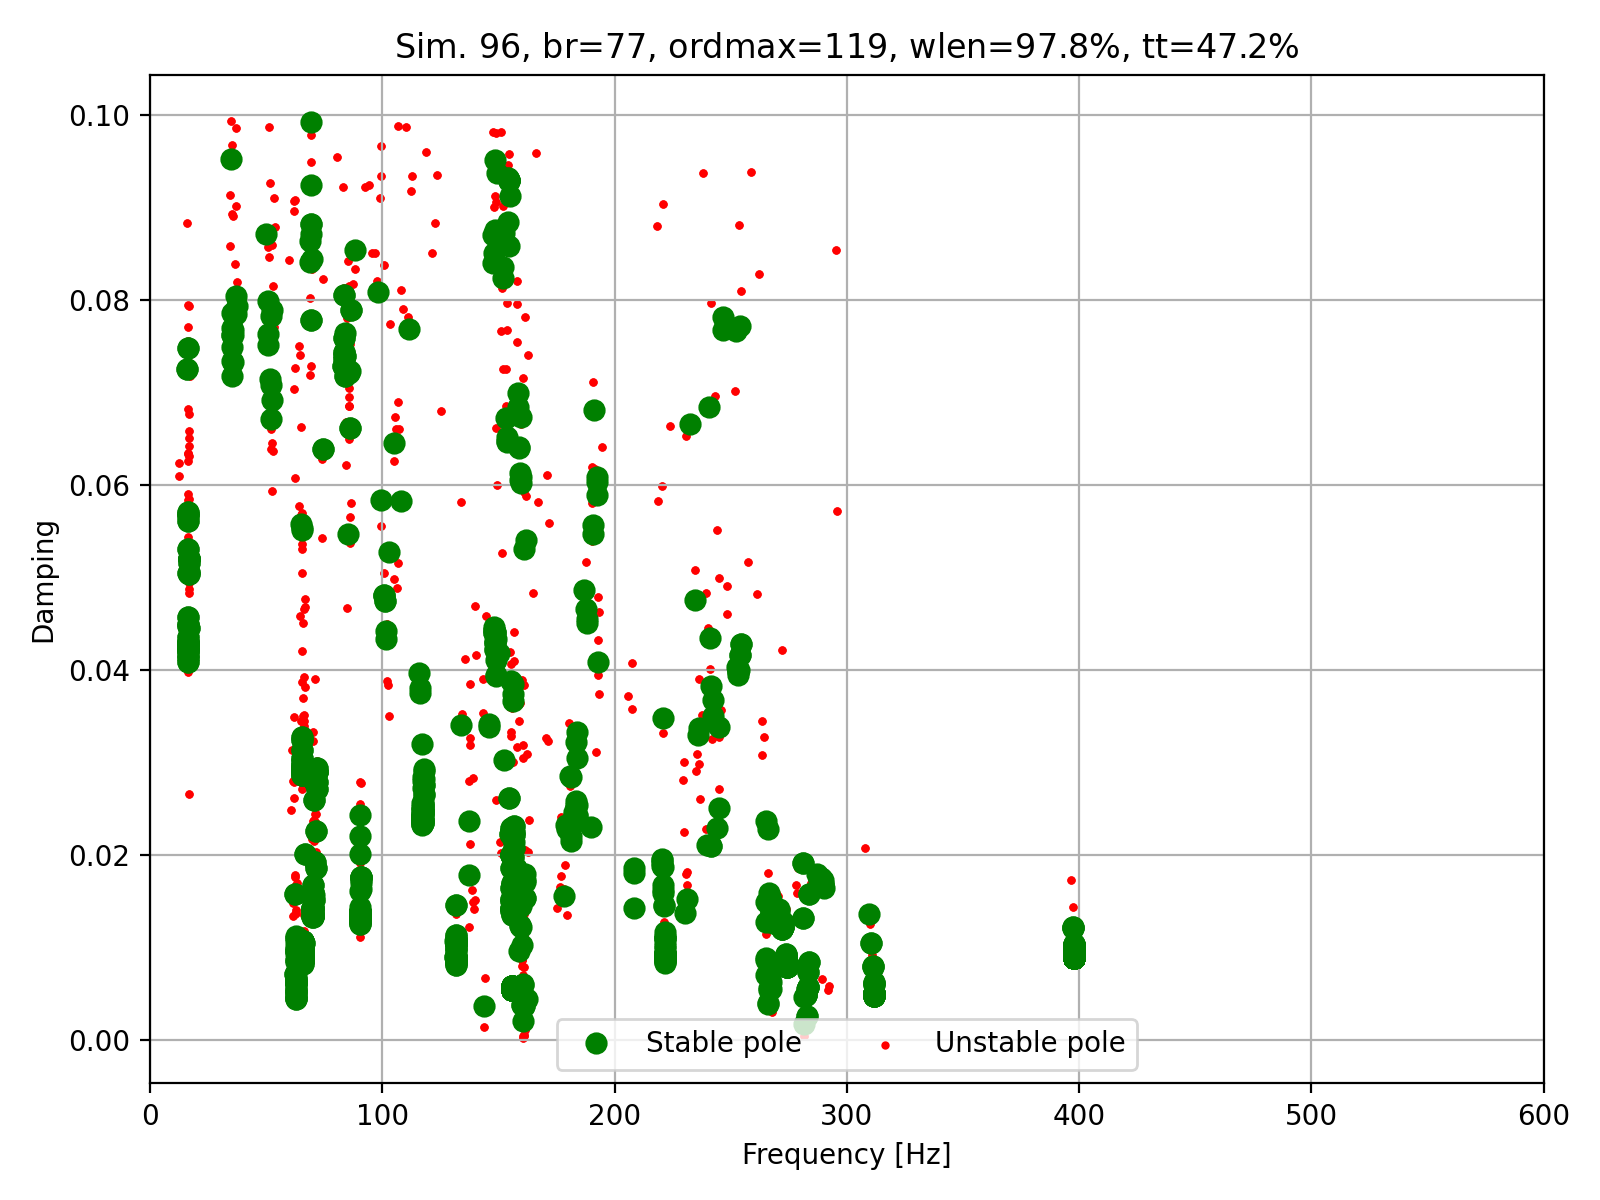 Sim. 96, br=77, ordmax=119, wlen=97.8%, tt=47.2%
0.10
0.08
0.06
0.04
0.02
0.00
Damping
Stable pole
Unstable pole
0
100
200
300
400
500
600
Frequency [Hz]